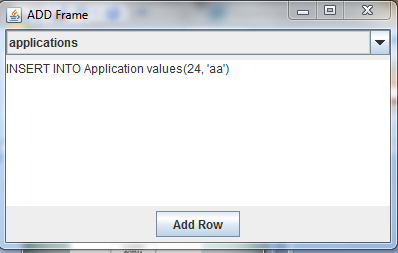 ADD Frame
applications
INSERT INTO Application values(24, 'aa')
Add Row